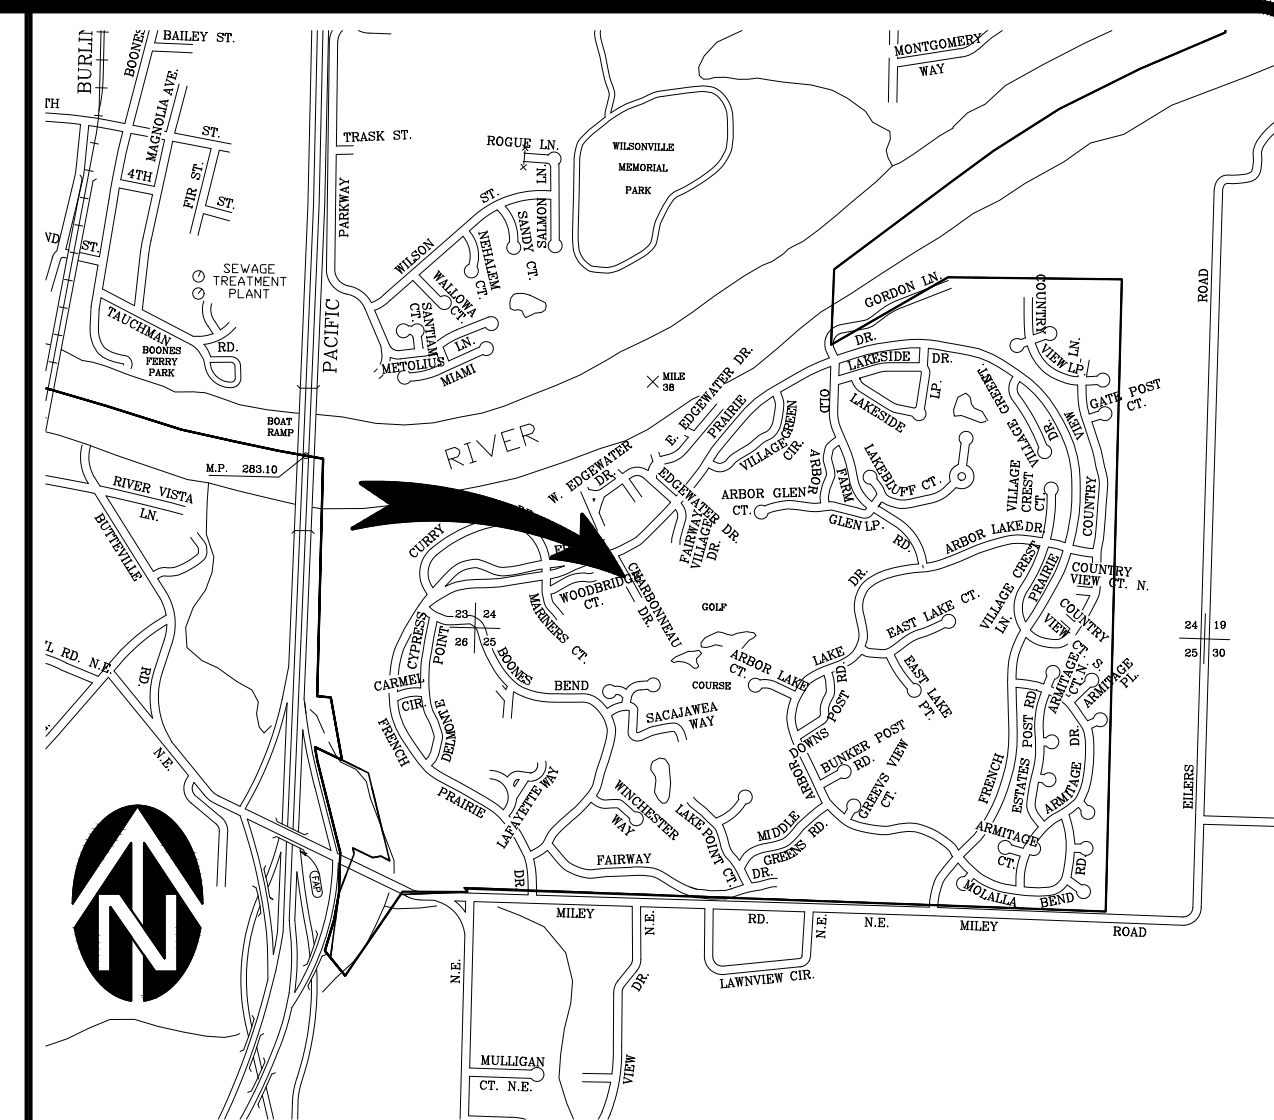 BURLIN
BOONES
BAILEY ST.
MAGNOLIA AVE.
TH
ST.
4TH
FIR ST.
ST.
ND
ST.
SEWAGE
TREATMENT
PLANT
TAUCHMAN
RD.
BOONES
FERRY
PARK
TRASK ST.
PARKWAY
PACIFIC
ROGUE LN.
SALMON
LN.
WILSON
ST.
SANDY
CT.
NEHALEM
CT.
WALLOWA
CT.
SANTIAM
CT.
METOLIUS
LN.
MIAMI
WILSONVILLE
MEMORIAL
PARK
MONTGOMERY
WAY
BOAT
RAMP
M.P. 283.10
RIVER
MILE
38
RIVER VISTA
LN.
BUTTEVILLE
RD.
RD. N.E.
N.E.
GORDON LN.
DR.
LAKESIDE
DR.
LP.
LAKESIDE
OLD
FARM
RD.
E. EDGEWATER DR.
PRAIRIE
VILLAGE GREEN
CIR.
W. EDGEWATER
DR.
EDGEWATER DR.
FAIRWAY
VILLAGE
DR.
ARBOR GLEN
CT.
ARBOR
GLEN LP.
LAKEBLUFF CT.
VILLAGE GREENS
DR.
VILLAGE
COUNTRY
VIEW LP.
LN.
GATE POST
CT.
VIEW
COUNTRY
VILLAGE
CREST
CT.
ARBOR LAKE DR.
VILLAGE CREST
LN.
PRAIRIE
COUNTRY
VIEW CT. N.
COUNTRY
VIEW
CT.
S.
ROAD
CURRY
WOODBRIDGE
CT.
MARINERS CT.
CHARBONNEAU
DR.
GOLF
COURSE
23 24
26 25
CYPRESS
POINT
CARMEL
CIR.
DELMONTE
FRENCH
PRAIRIE
DR.
BOONES
BEND
SACAJAWEA
WAY
LAFAYETTE WAY
WINCHESTER
WAY
LAKE POINT CT.
FAIRWAY
DR.
DR.
LAKE
EAST LAKE CT.
EAST LAKE
PT.
ARBOR LAKE
CT.
DOWNS POST
RD.
ARBOR
BUNKER POST
RD.
GREENS VIEW
CT.
MIDDLE
GREENS RD.
FRENCH
ESTATES POST RD
ARMITAGE
CT. N.
ARMITAGE
PL.
ARMITAGE
DR.
ARMITAGE
CT.
MOLALLA
BEND
RD
24 19
25 30
EILERS
FAP
N
MILEY
RD.
N.E.
MILEY
ROAD
N.E.
N.E.
LAWNVIEW CIR.
N.E.
DR.
VIEW
MULLIGAN
CT. N.E.